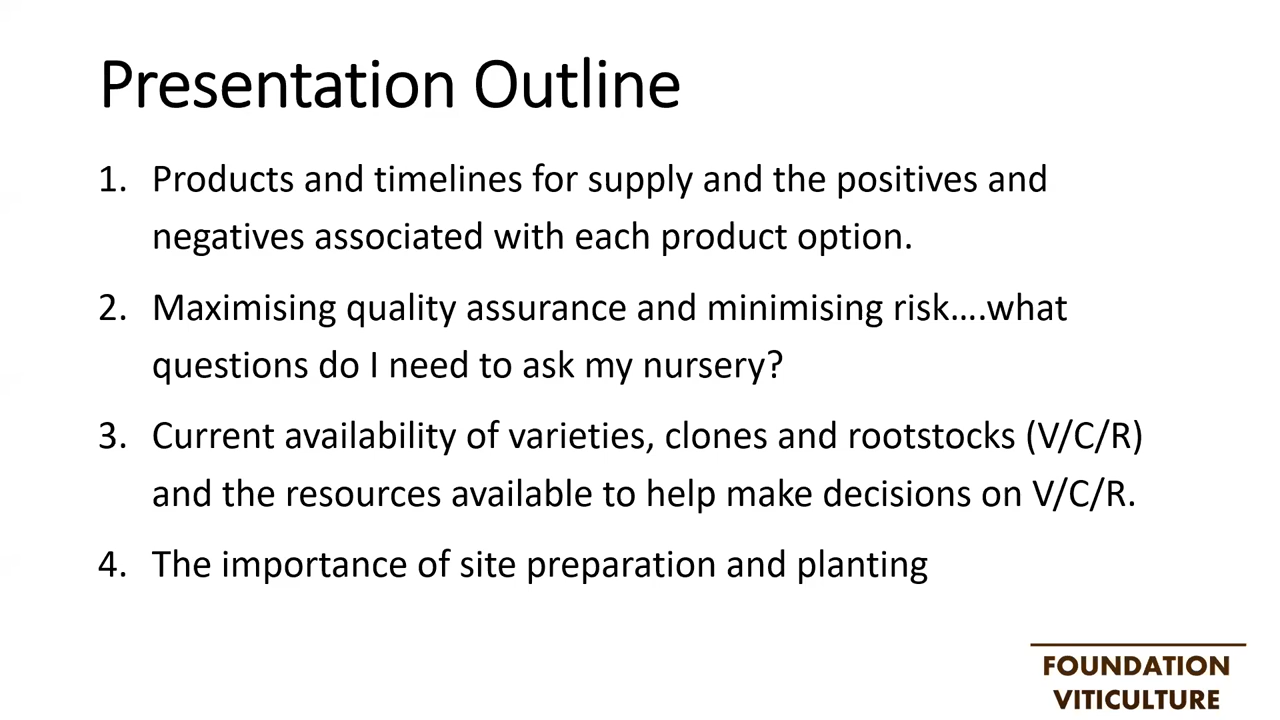 Presentation Outline
1. Products and timelines for supply and the positives and
negatives associated with each product option.
2. Maximising quality assurance and minimising risk....what
questions do I need to ask my nursery?
3. Current availability of varieties, clones and rootstocks (V/C/R)
and the resources available to help make decisions on V/C/R.
4. The importance of site preparation and planting
FOUNDATION
VITICULTURE